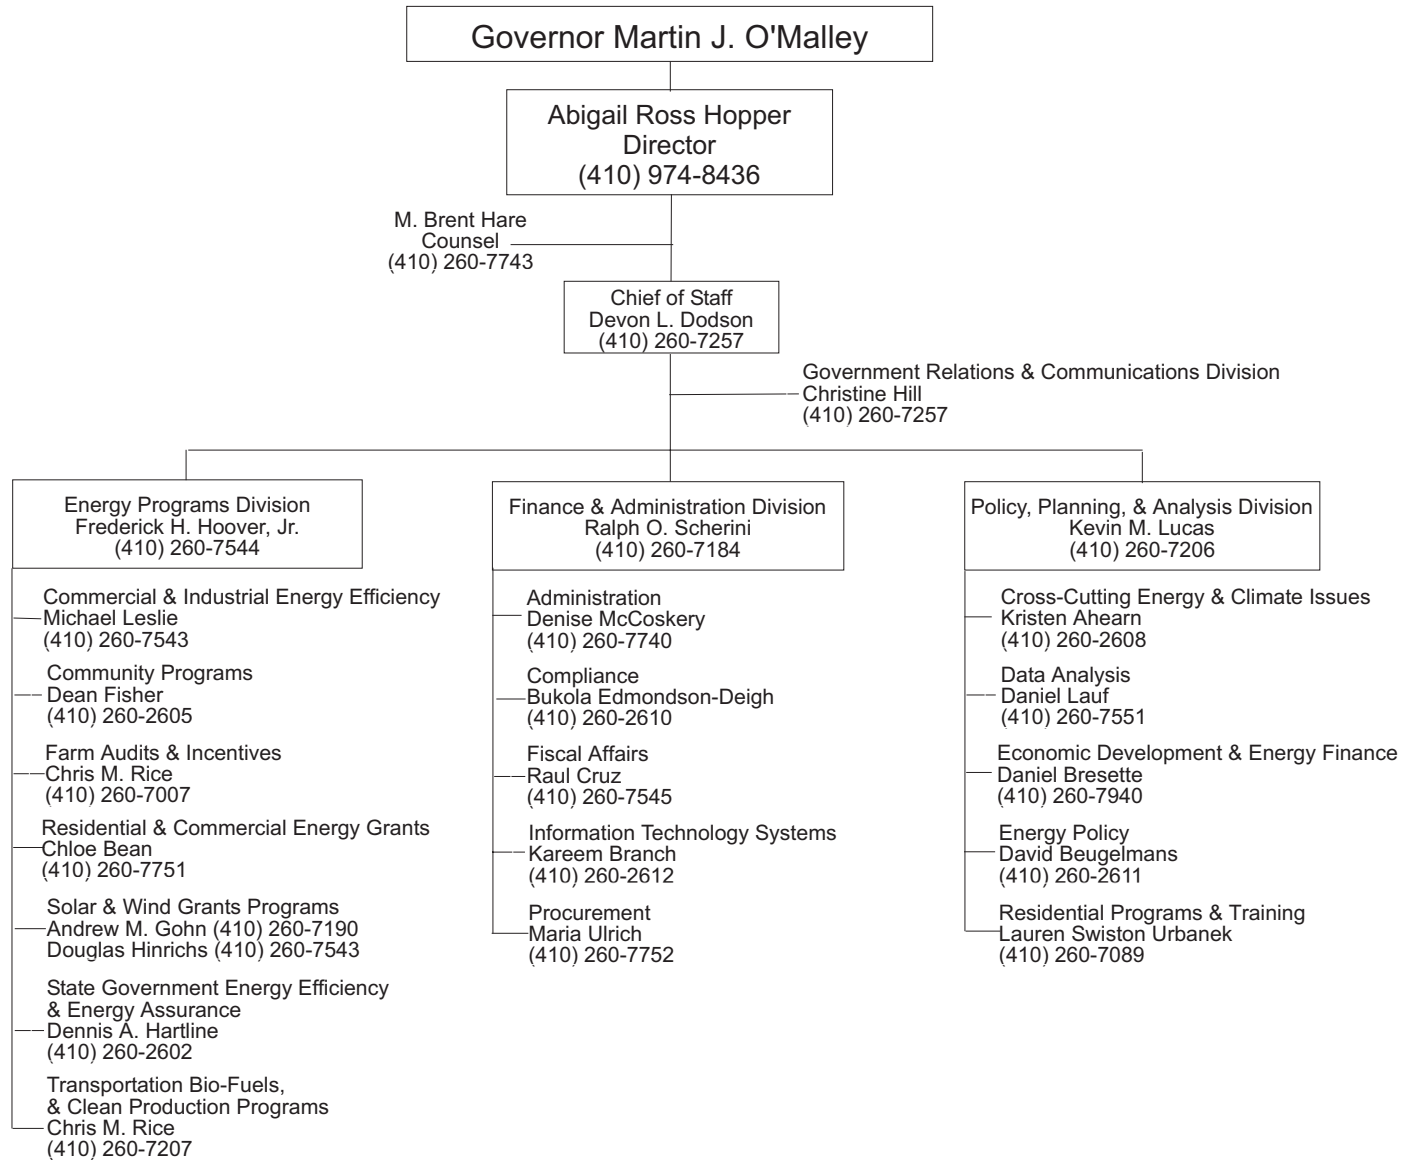 Governor Martin J. O'Malley
Abigail Ross Hopper
Director
(410) 974-8436
M. Brent Hare
Counsel
(410) 260-7743
Chief of Staff
Devon L. Dodson
(410) 260-7257
Government Relations & Communications Division
Christine Hill
(410) 260-7257
Energy Programs Division
Frederick H. Hoover, Jr.
(410) 260-7544
Commercial & Industrial Energy Efficiency
Michael Leslie
(410) 260-7543
Community Programs
Dean Fisher
(410) 260-2605
Farm Audits & Incentives
Chris M. Rice
(410) 260-7007
Residential & Commercial Energy Grants
Chloe Bean
(410) 260-7751
Solar & Wind Grants Programs
Andrew M. Gohn (410) 260-7190
Douglas Hinrichs (410) 260-7543
State Government Energy Efficiency
& Energy Assurance
Dennis A. Hartline
(410) 260-2602
Transportation Bio-Fuels,
& Clean Production Programs
Chris M. Rice
(410) 260-7207
Finance & Administration Division
Ralph O. Scherini
(410) 260-7184
Administration
Denise McCoskery
(410) 260-7740
Compliance
Bukola Edmondson-Deigh
(410) 260-2610
Fiscal Affairs
Raul Cruz
(410) 260-7545
Information Technology Systems
Kareem Branch
(410) 260-2612
Procurement
Maria Ulrich
(410) 260-7752
Policy, Planning, & Analysis Division
Kevin M. Lucas
(410) 260-7206
Cross-Cutting Energy & Climate Issues
Kristen Ahearn
(410) 260-2608
Data Analysis
Daniel Lauf
(410) 260-7551
Economic Development & Energy Finance
Daniel Bresette
(410) 260-7940
Energy Policy
David Beugelmans
(410) 260-2611
Residential Programs & Training
Lauren Swiston Urbanek
(410) 260-7089